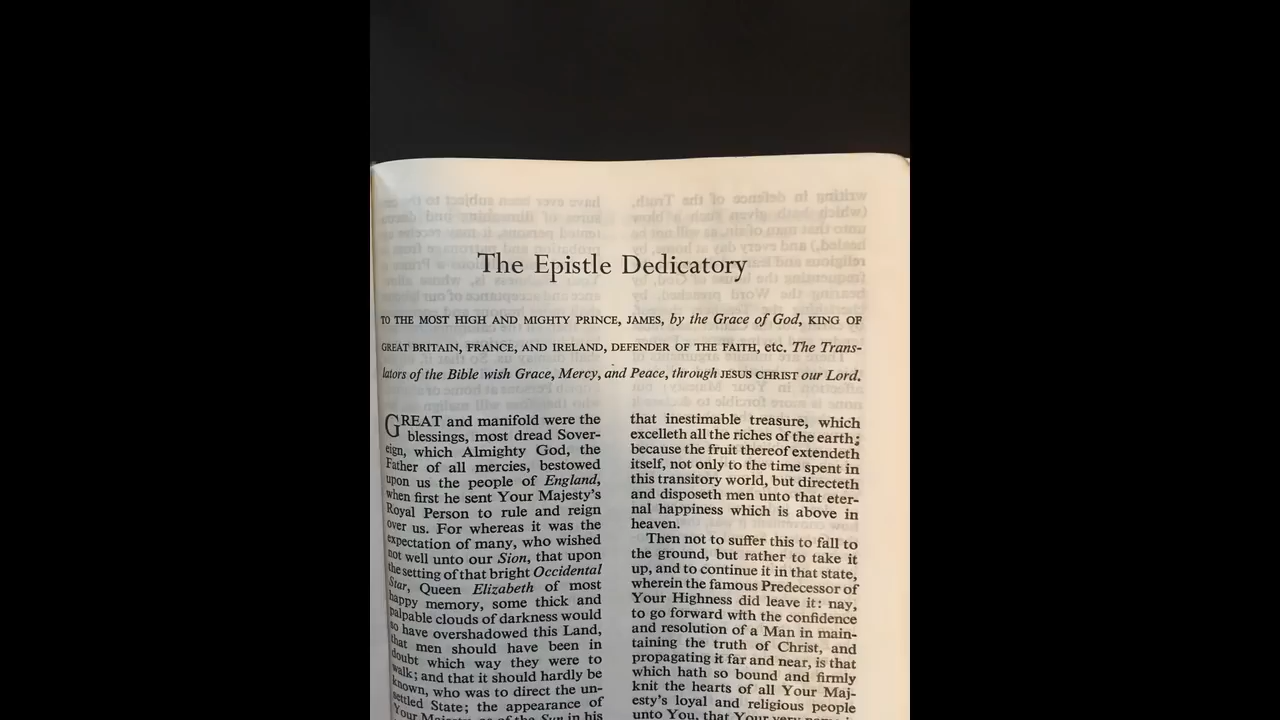 The Epistle Dedicatory
TO THE MOST HIGH AND MIGHTY PRINCE, JAMES, by the Grace of God, KING OF
GREAT BRITAIN, FRANCE, AND IRELAND, DEFENDER OF THE FAITH, etc. The Trans-
lators of the Bible wish Grace, Mercy, and Peace, through JESUS CHRIST our Lord.
GREAT and manifold were the
blessings, most dread Sover-
eign, which Almighty God, the
Father of all mercies, bestowed
upon us the people of England,
when first he sent Your Majesty's
Royal Person to rule and reign
over us. For whereas it was the
expectation of many, who wished
not well unto our Sion, that upon
the setting of that bright Occidental
Star, Queen Elizabeth of most
happy memory, some thick and
palpable clouds of darkness would
so have overshadowed this Land,
that men should have been in
doubt which way they were to
walk; and that it should hardly be
known, who was to direct the un-
settled State; the appearance of
Your Majesty, as of the Sun in his
that inestimable treasure, which
excelleth all the riches of the earth;
because the fruit thereof extendeth
itself, not only to the time spent in
this transitory world, but directeth
and disposeth men unto that eter-
nal happiness which is above in
heaven.
Then not to suffer this to fall to
the ground, but rather to take it
up, and to continue it in that state,
wherein the famous Predecessor of
Your Highness did leave it: nay,
to go forward with the confidence
and resolution of a Man in main-
taining the truth of Christ, and
propagating it far and near, is that
which hath so bound and firmly
knit the hearts of all Your Maj-
esty's loyal and religious people
unto You, that Your very